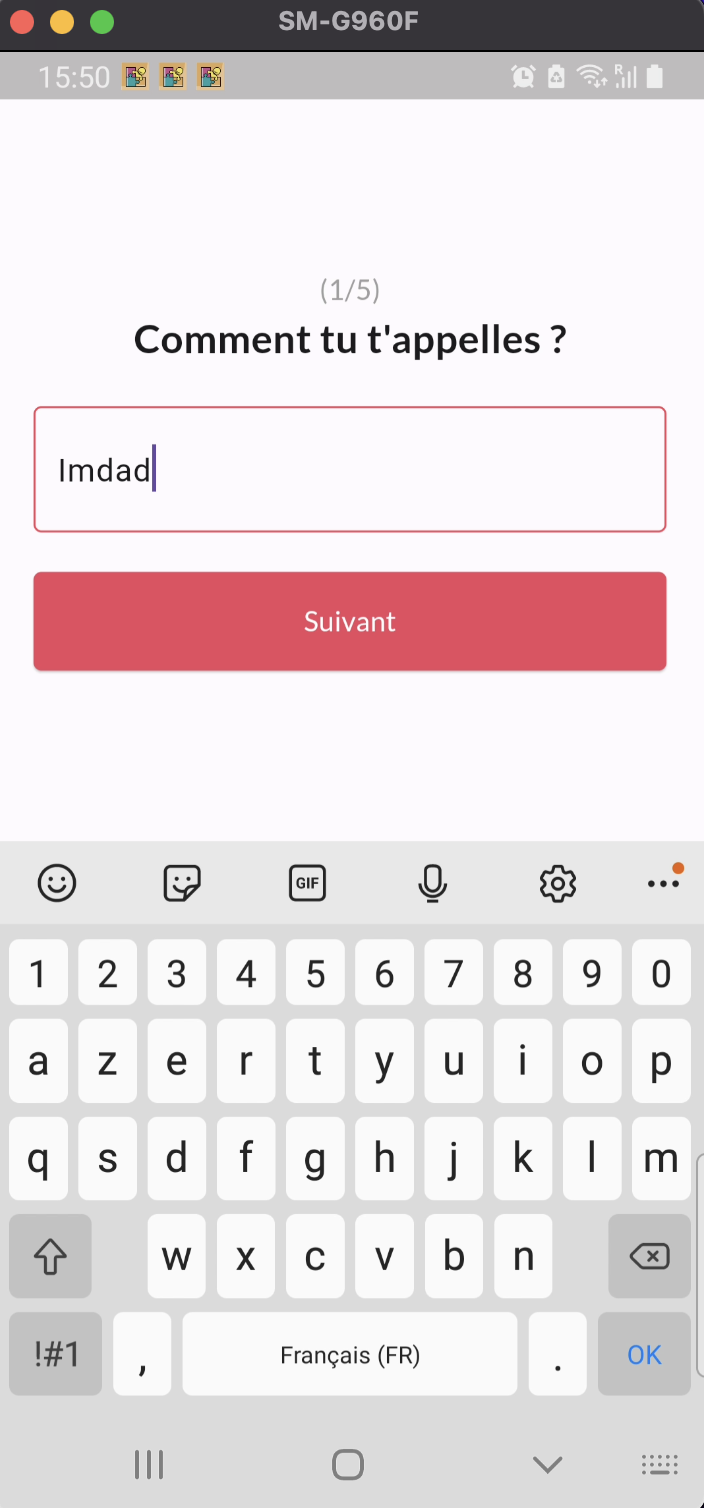 SM-G960F
15:50
R
(1/5)
Comment tu t'appelles ?
Imdad
Suivant
GIF
1 2 3 4 5 6 7 8 9 0
a z e r t y u i o p
q s d f g h j k l m
w x c v b n
!#1 , Français (FR) . OK